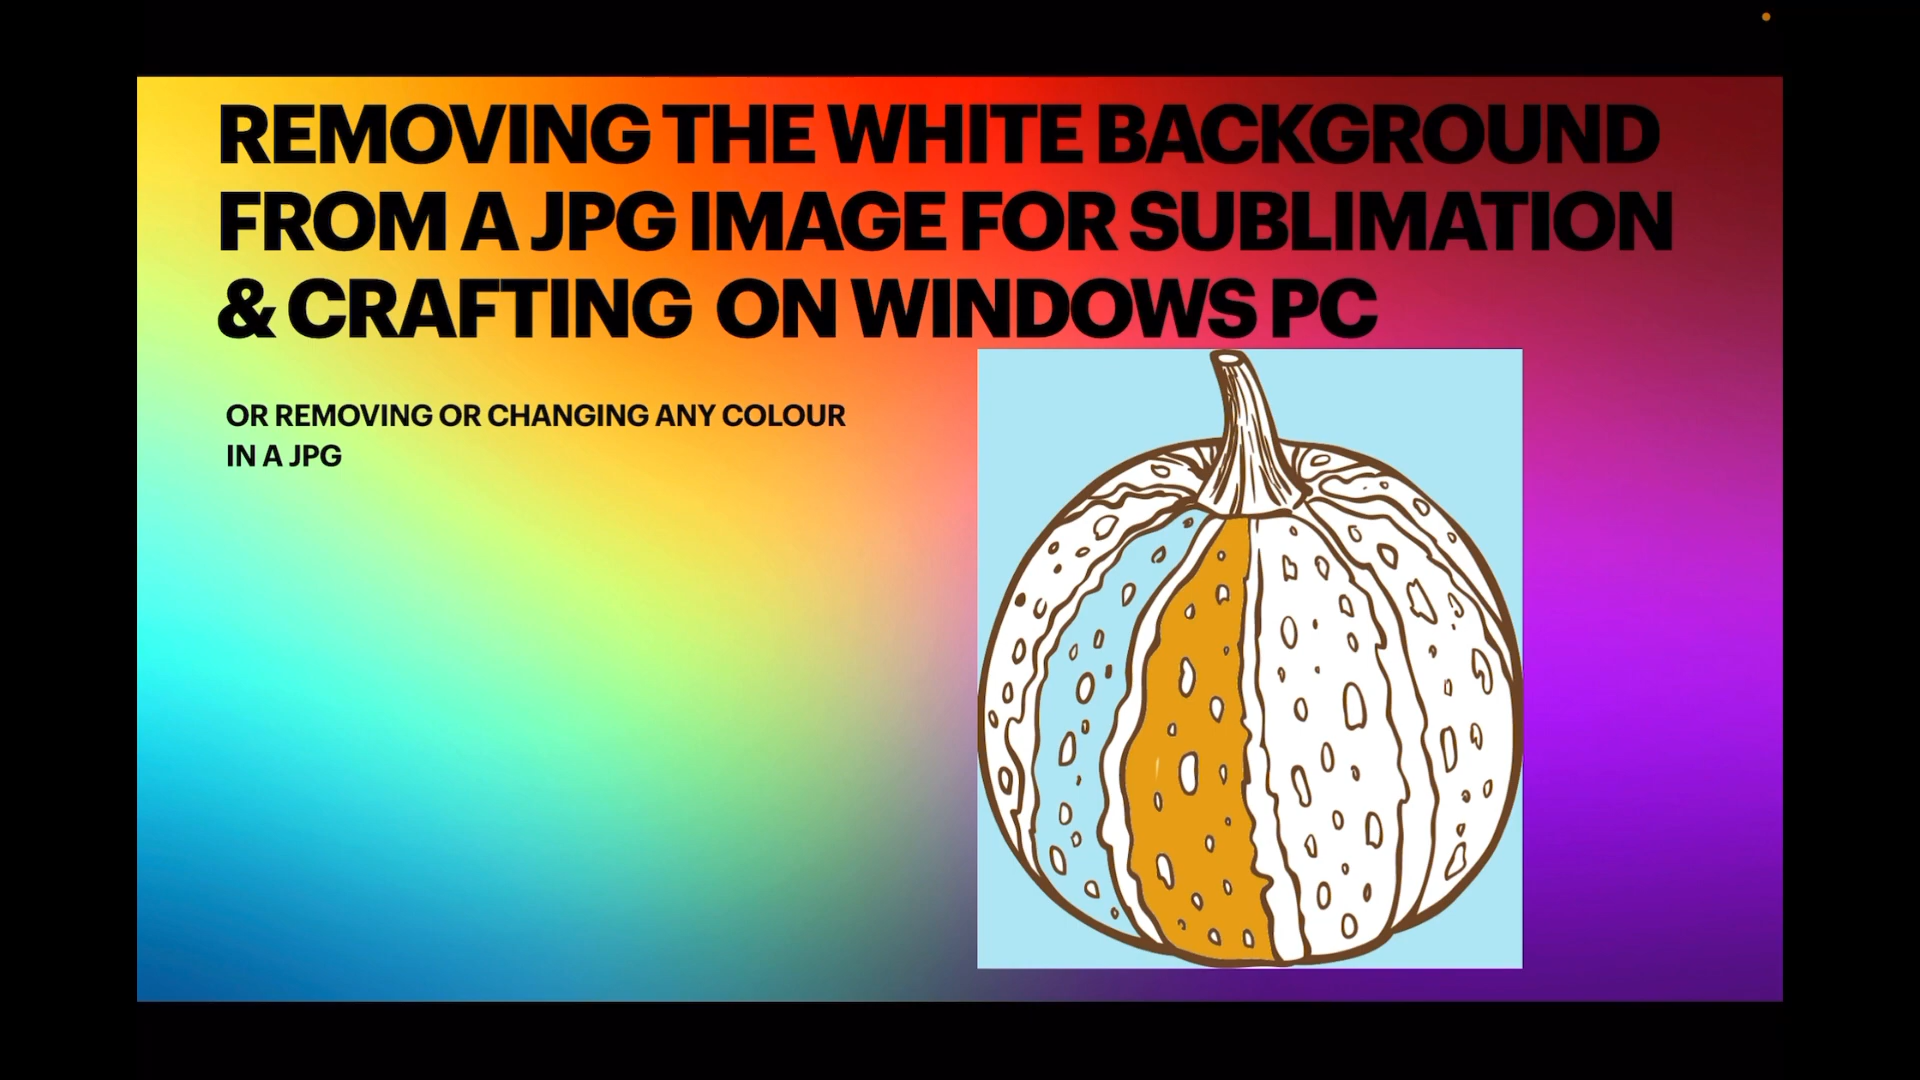 REMOVING THE WHITE BACKGROUND
FROM A JPG IMAGE FOR SUBLIMATION
& CRAFTING ON WINDOWS PC
OR REMOVING OR CHANGING ANY COLOUR
IN A JPG